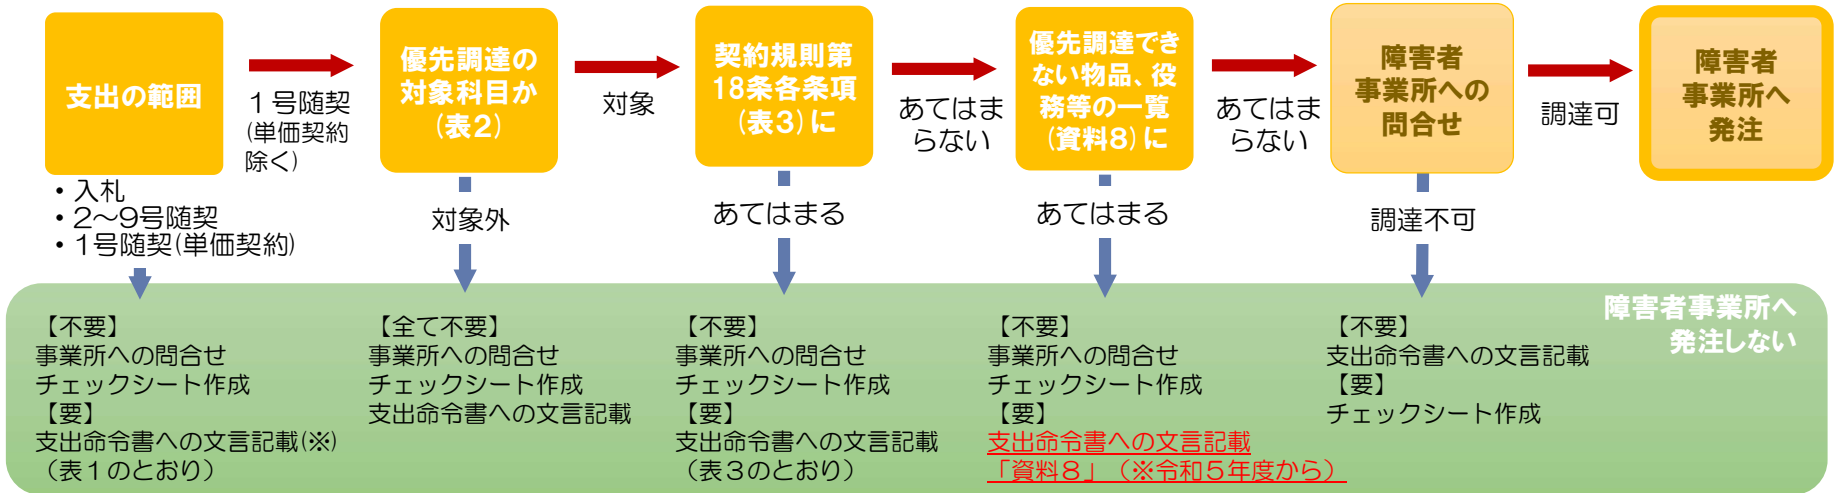 支出の範囲
１号随契
(単価契約
除く)
優先調達の
対象科目か
(表2)
対象
契約規則第
18条各条項
(表3)に
あてはま
らない
優先調達でき
ない物品、役
務等の一覧
(資料8)に
あてはま
らない
障害者
事業所への
問合せ
調達可
障害者
事業所へ
発注
・入札
・2～9号随契
・1号随契(単価契約)
対象外
あてはまる
あてはまる
調達不可
障害者事業所へ
発注しない
【不要】
事業所への問合せ
チェックシート作成
【要】
支出命令書への文言記載(※)
（表１のとおり）
【全て不要】
事業所への問合せ
チェックシート作成
支出命令書への文言記載
【不要】
事業所への問合せ
チェックシート作成
【要】
支出命令書への文言記載
（表３のとおり）
【不要】
事業所への問合せ
チェックシート作成
【要】
支出命令書への文言記載
「資料８」（※令和５年度から）
【不要】
支出命令書への文言記載
【要】
チェックシート作成